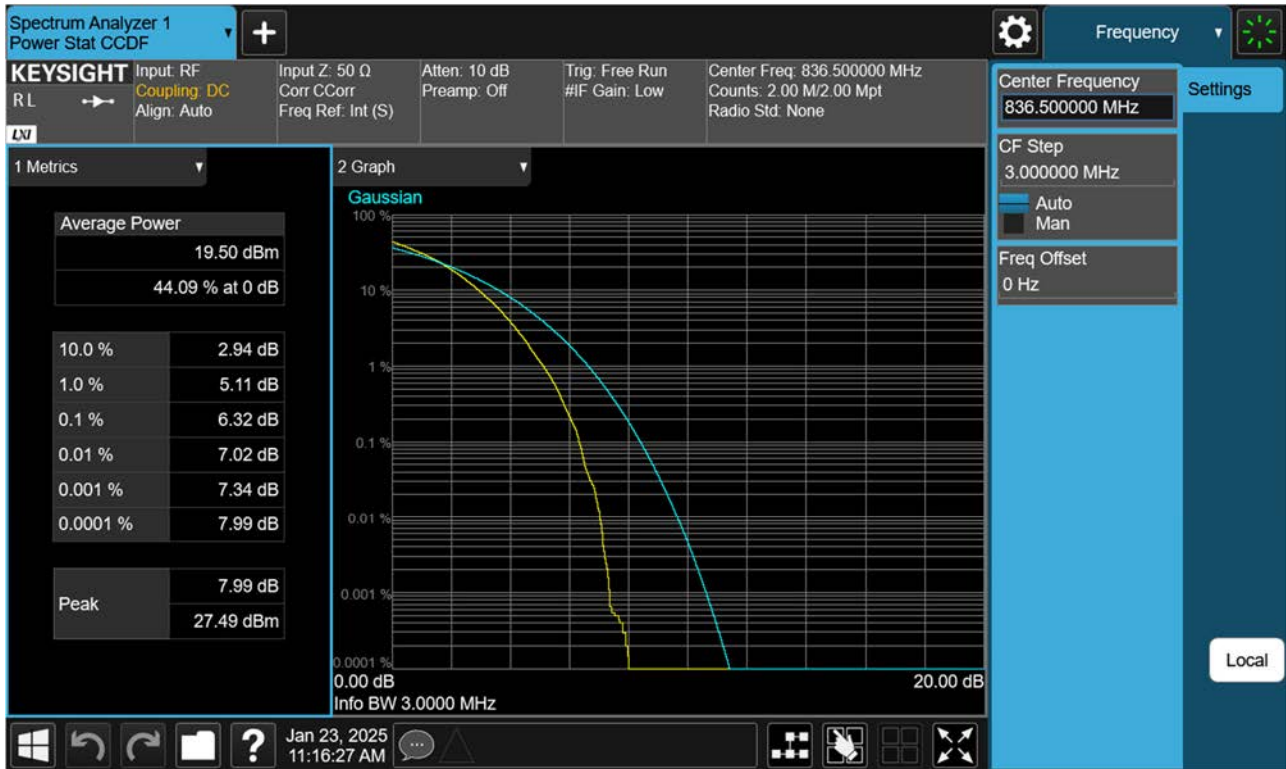 Spectrum Analyzer 1
Power Stat CCDF
Frequency
KEYSIGHT
R L
LXI
Input: RF
Coupling: DC
Align: Auto
Input Z: 50 Ω
Corr CCorr
Freq Ref: Int (S)
Atten: 10 dB
Preamp: Off
Trig: Free Run
#IF Gain: Low
Center Freq: 836.500000 MHz
Counts: 2.00 M/2.00 Mpt
Radio Std: None
Center Frequency
836.500000 MHz
Settings
CF Step
3.000000 MHz
Auto
Man
Freq Offset
0 Hz
Local
1 Metrics
Average Power
19.50 dBm
44.09 % at 0 dB
10.0 % 2.94 dB
1.0 % 5.11 dB
0.1 % 6.32 dB
0.01 % 7.02 dB
0.001 % 7.34 dB
0.0001 % 7.99 dB
Peak
7.99 dB
27.49 dBm
2 Graph
Gaussian
100 %
10 %
1 %
0.1 %
0.01 %
0.001 %
0.0001 %
0.00 dB 20.00 dB
Info BW 3.0000 MHz
?
Jan 23, 2025
11:16:27 AM